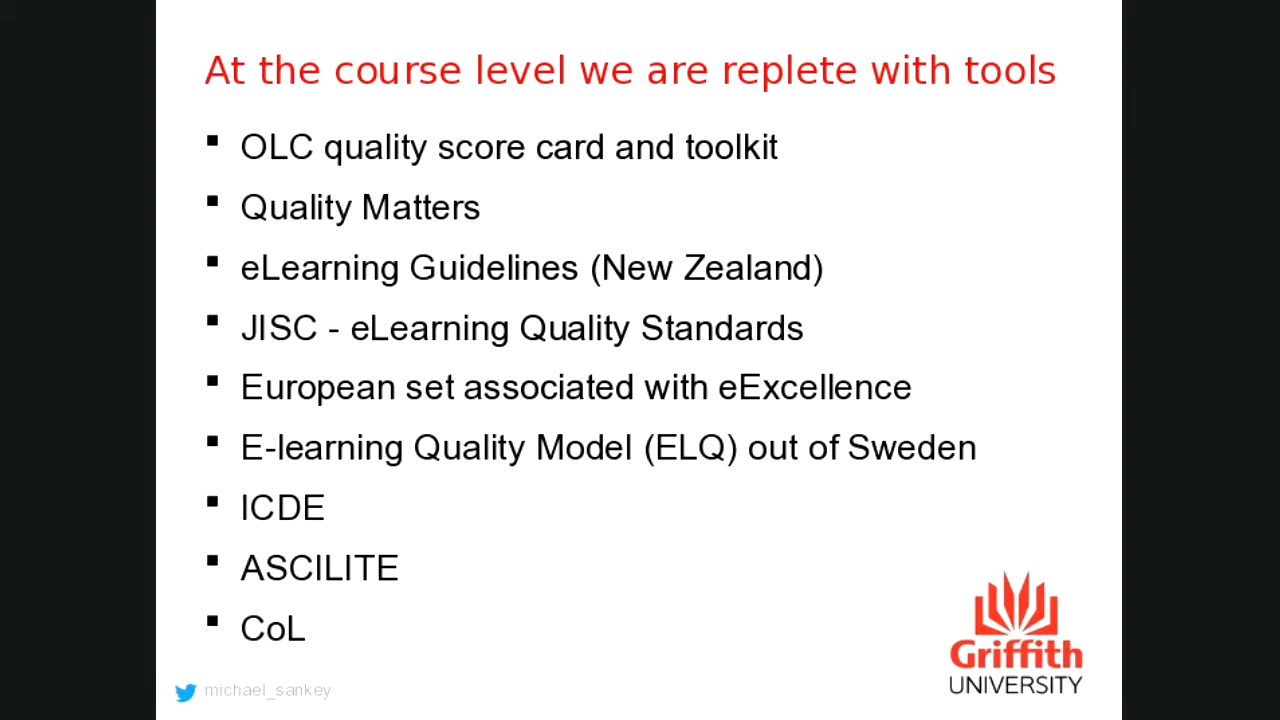 At the course level we are replete with tools
▪ OLC quality score card and toolkit
▪ Quality Matters
▪ eLearning Guidelines (New Zealand)
▪ JISC - eLearning Quality Standards
▪ European set associated with eExcellence
▪ E-learning Quality Model (ELQ) out of Sweden
▪ ICDE
▪ ASCILITE
▪ CoL
Griffith
UNIVERSITY
michael_sankey